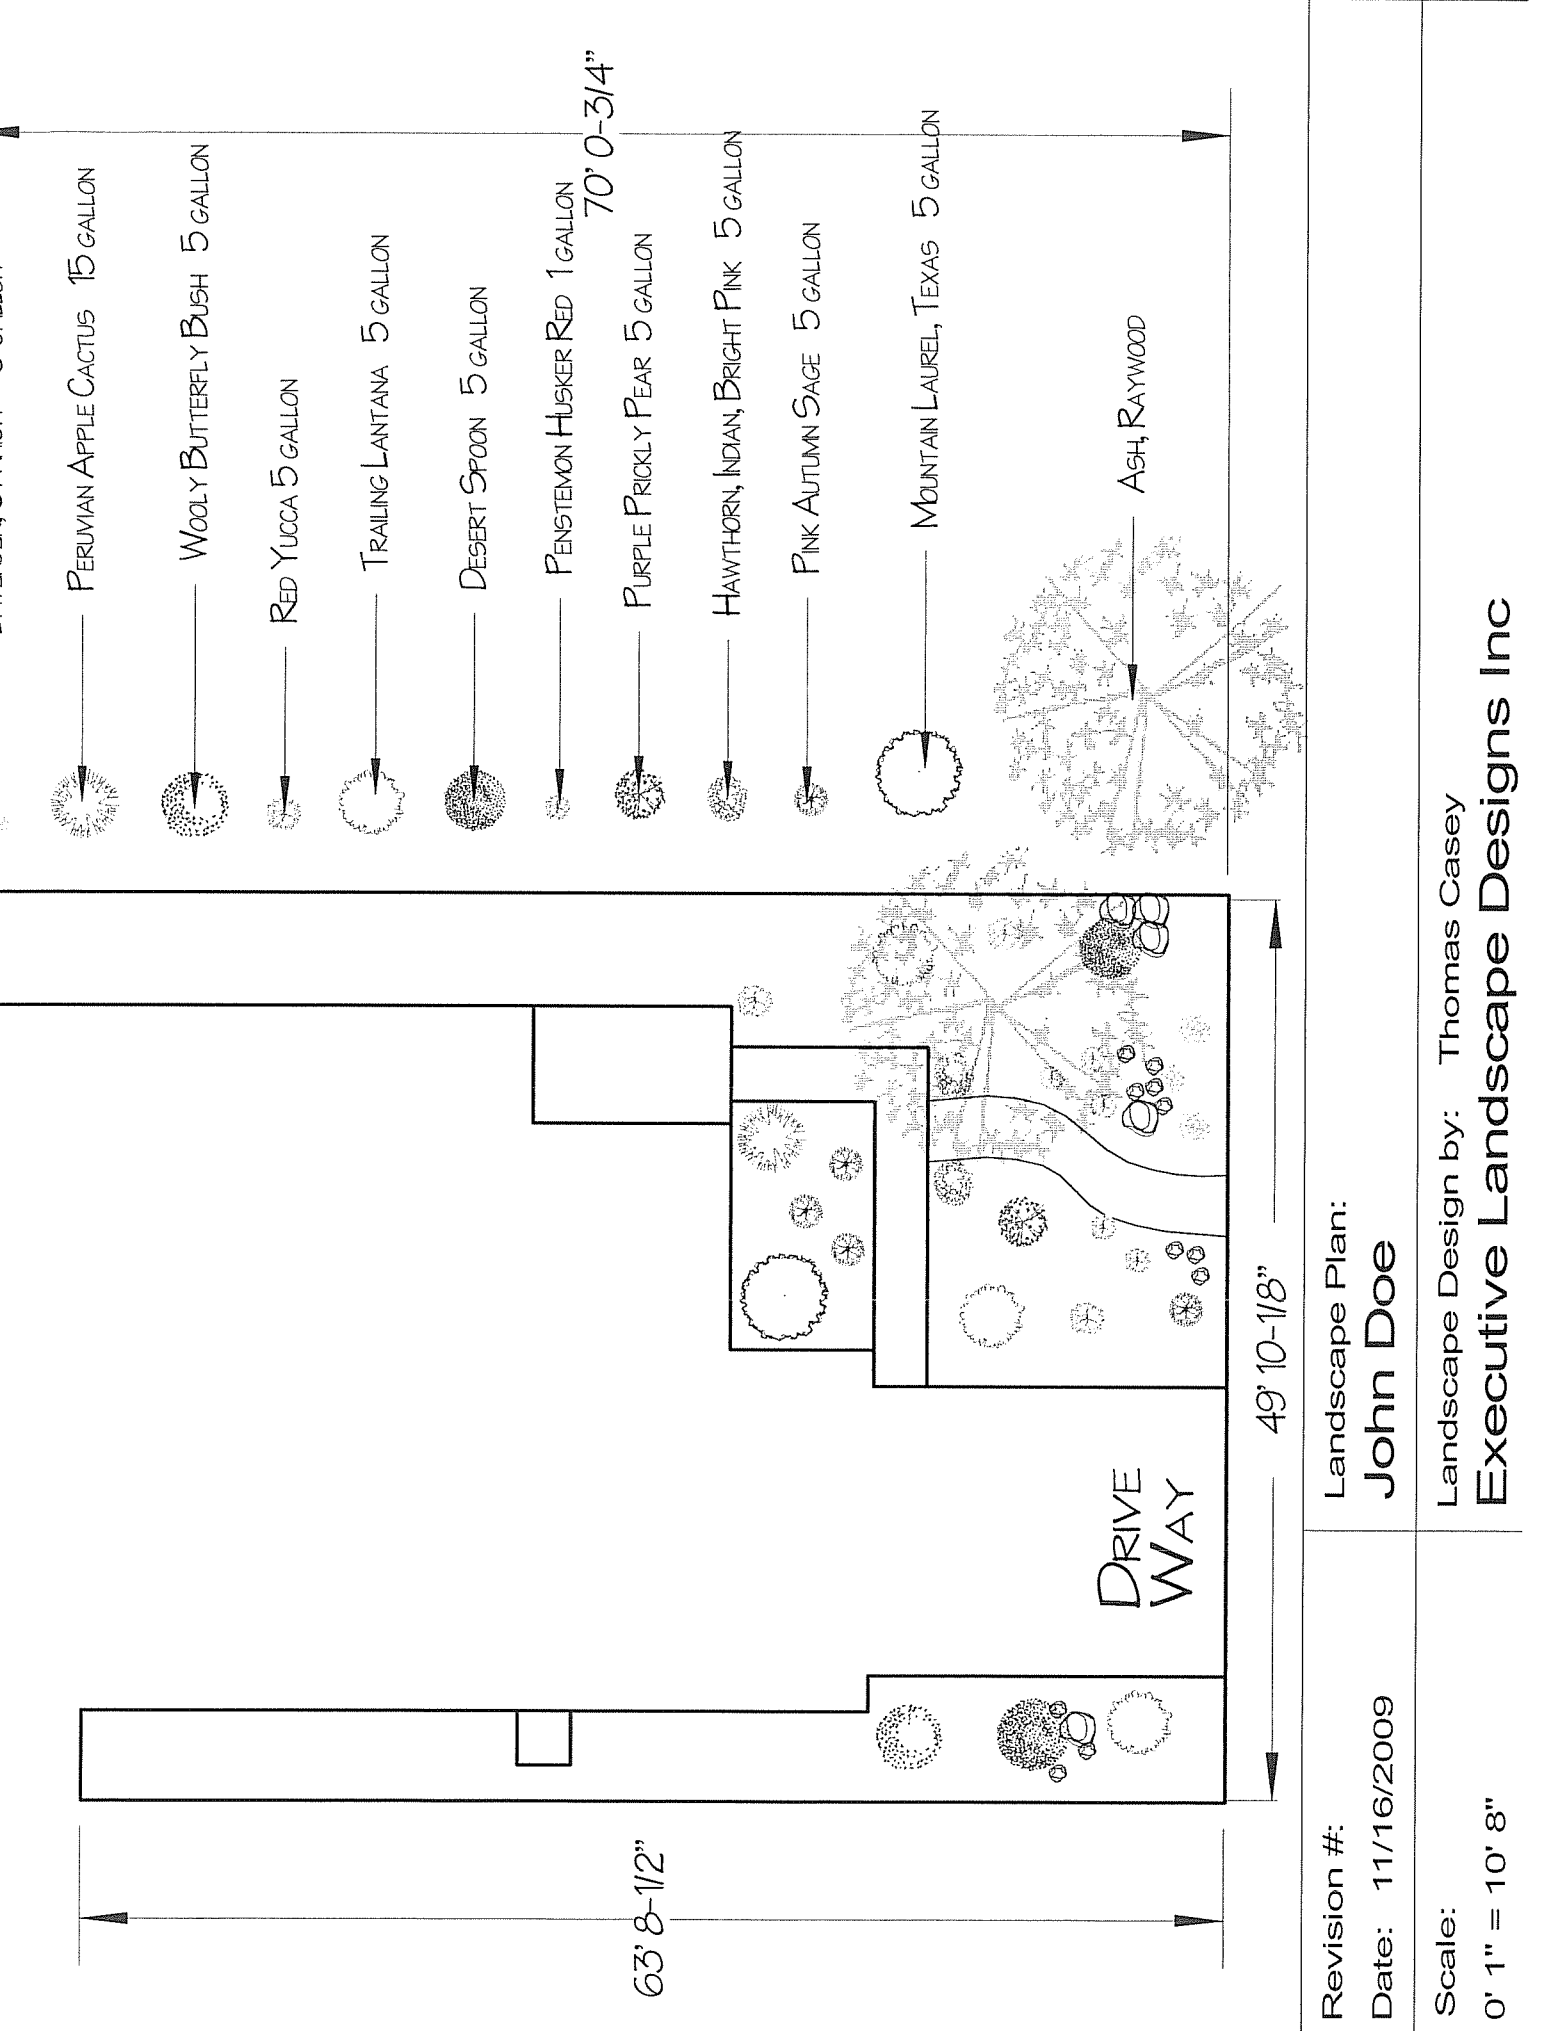 PERUVIAN APPLE CACTUS 15 GALLON
WOOLY BUTTERFLY BUSH 5 GALLON
RED YUCCA 5 GALLON
TRAILING LANTANA 5 GALLON
DESERT SPOON 5 GALLON
PENSTEMON HUSKER RED 1 GALLON
70' 0-3/4"
PURPLE PRICKLY PEAR 5 GALLON
HAWTHORN, INDIAN, BRIGHT PINK 5 GALLON
PINK AUTUMN SAGE 5 GALLON
MOUNTAIN LAUREL, TEXAS 5 GALLON
ASH, RAYWOOD
63' 8-1/2"
DRIVE
WAY
49' 10-1/8"
Revision #:
Date: 11/16/2009
Landscape Plan:
John Doe
Scale:
0' 1" = 10' 8"
Landscape Design by: Thomas Casey
Executive Landscape Designs Inc